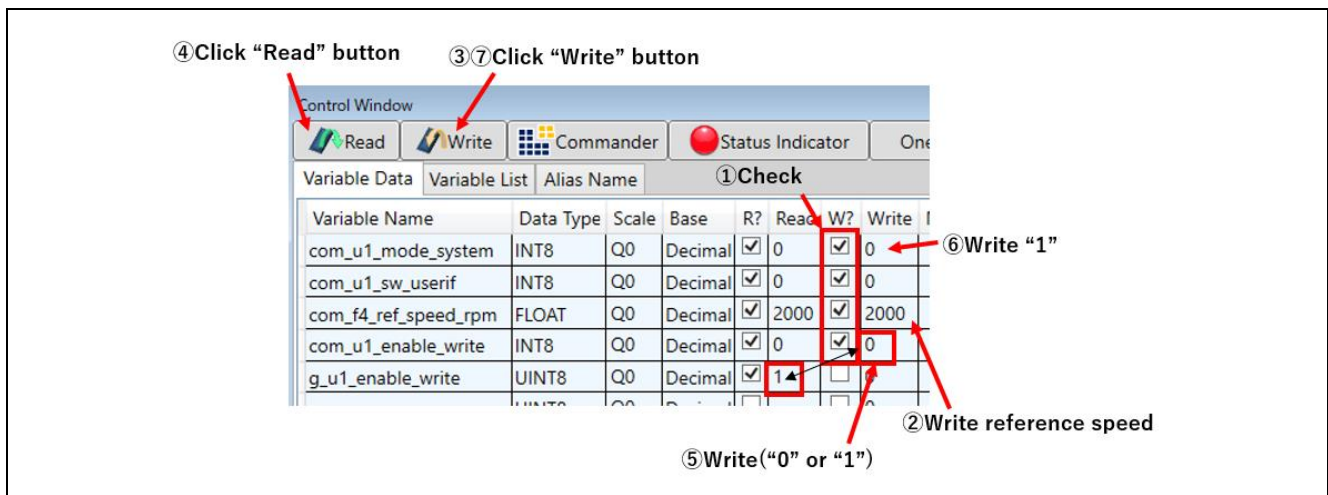 ④Click “Read” button
③⑦Click “Write” button
Control Window
Read Write Commander Status Indicator One
Variable Data Variable List Alias Name
①Check
Variable Name Data Type Scale Base R? Read W? Write
com_u1_mode_system INT8 Q0 Decimal 0 0
⑥Write “1”
com_u1_sw_userif INT8 Q0 Decimal 0 0
com_f4_ref_speed_rpm FLOAT Q0 Decimal 2000 2000
com_u1_enable_write INT8 Q0 Decimal 0 0
g_u1_enable_write UINT8 Q0 Decimal 1
②Write reference speed
⑤Write(“0” or “1”)